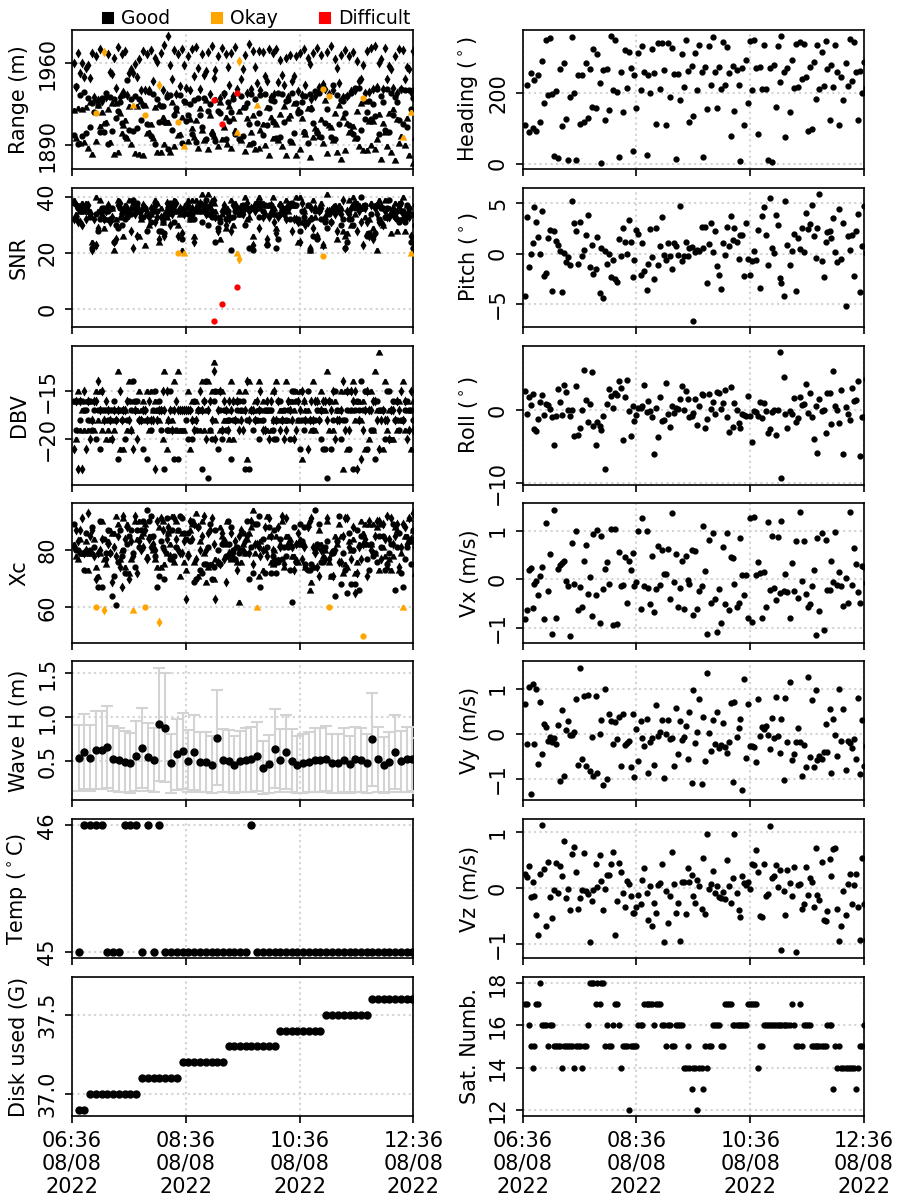 Good Okay Difficult
Range (m)
1960
1890
Heading (°)
200
0
SNR
40
20
0
Pitch (°)
5
0
−5
DBV
−15
−20
Roll (°)
0
−10
Xc
80
60
Vx (m/s)
1
0
−1
Wave H (m)
1.5
1.0
0.5
Vy (m/s)
1
0
−1
Temp (°C)
46
45
Vz (m/s)
1
0
−1
Disk used (G)
37.5
37.0
Sat. Numb.
18
16
14
12
06:36 08:36 10:36 12:36
08/08 08/08 08/08 08/08
2022 2022 2022 2022
06:36 08:36 10:36 12:36
08/08 08/08 08/08 08/08
2022 2022 2022 2022